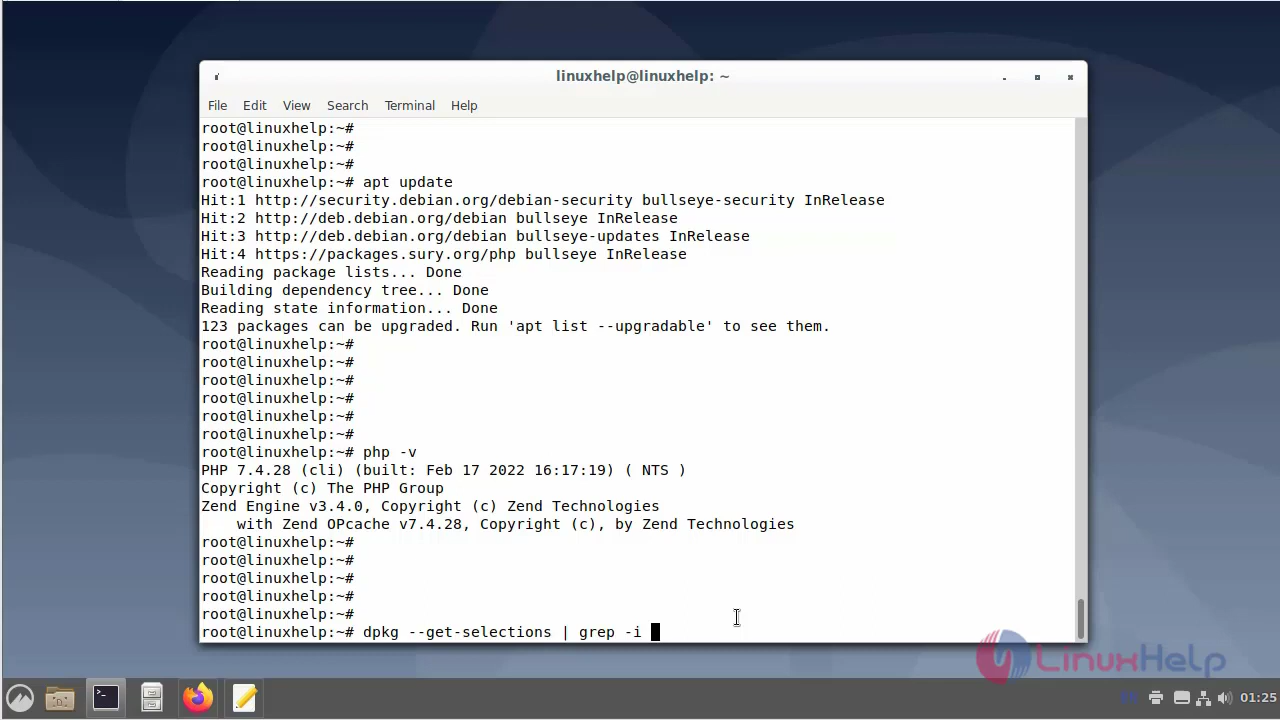 linuxhelp@linuxhelp: ~
File Edit View Search Terminal Help
root@linuxhelp:~#
root@linuxhelp:~#
root@linuxhelp:~#
root@linuxhelp:~# apt update
Hit:1 http://security.debian.org/debian-security bullseye-security InRelease
Hit:2 http://deb.debian.org/debian bullseye InRelease
Hit:3 http://deb.debian.org/debian bullseye-updates InRelease
Hit:4 https://packages.sury.org/php bullseye InRelease
Reading package lists... Done
Building dependency tree... Done
Reading state information... Done
123 packages can be upgraded. Run 'apt list --upgradable' to see them.
root@linuxhelp:~#
root@linuxhelp:~#
root@linuxhelp:~#
root@linuxhelp:~#
root@linuxhelp:~#
root@linuxhelp:~#
root@linuxhelp:~# php -v
PHP 7.4.28 (cli) (built: Feb 17 2022 16:17:19) ( NTS )
Copyright (c) The PHP Group
Zend Engine v3.4.0, Copyright (c) Zend Technologies
    with Zend OPcache v7.4.28, Copyright (c), by Zend Technologies
root@linuxhelp:~#
root@linuxhelp:~#
root@linuxhelp:~#
root@linuxhelp:~#
root@linuxhelp:~#
root@linuxhelp:~# dpkg --get-selections | grep -i
LinuxHelp
EN 01:25